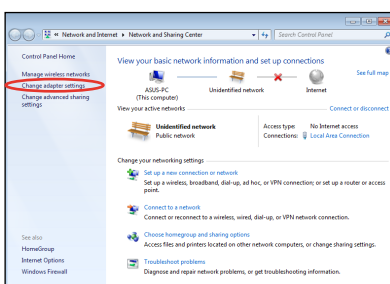 « Network and Internet ▸ Network and Sharing Center
Search Control Panel
Control Panel Home
Manage wireless networks
Change adapter settings
Change advanced sharing
settings
See also
HomeGroup
Internet Options
Windows Firewall
View your basic network information and set up connections
See full map
ASUS-PC
(This computer)
Unidentified network
Internet
View your active networks
Connect or disconnect
Unidentified network
Public network
Access type: No Internet access
Connections: Local Area Connection
Change your networking settings
Set up a new connection or network
Set up a wireless, broadband, dial-up, ad hoc, or VPN connection; or set up a router or access
point.
Connect to a network
Connect or reconnect to a wireless, wired, dial-up, or VPN network connection.
Choose homegroup and sharing options
Access files and printers located on other network computers, or change sharing settings.
Troubleshoot problems
Diagnose and repair network problems, or get troubleshooting information.